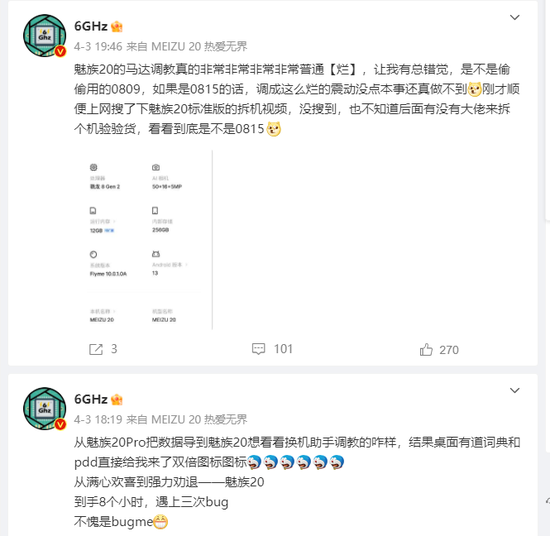 6GHz
4-3 19:46 来自 MEIZU 20 热爱无界
魅族20的马达调教真的非常非常非常非常普通【烂】，让我有总错觉，是不是偷
偷用的0809，如果是0815的话，调成这么烂的震动没点本事还真做不到 刚才顺
便上网搜了下魅族20标准版的拆机视频，没搜到，也不知道后面有没有大佬来拆
个机验验货，看看到底是不是0815
处理器
AI 相机
骁龙 8 Gen 2
50+16+5MP
运行内存
内部存储
12GB
256GB
系统版本
Android 版本
Flyme 10.0.1.0A
13
本机名称
机型名称
MEIZU 20
MEIZU 20
3
101
270
6GHz
4-3 18:19 来自 MEIZU 20 热爱无界
从魅族20Pro把数据导到魅族20想看看换机助手调教的咋样，结果桌面有道词典和
pdd直接给我来了双倍图标图标
从满心欢喜到强力劝退——魅族20
到手8个小时，遇上三次bug
不愧是bugme